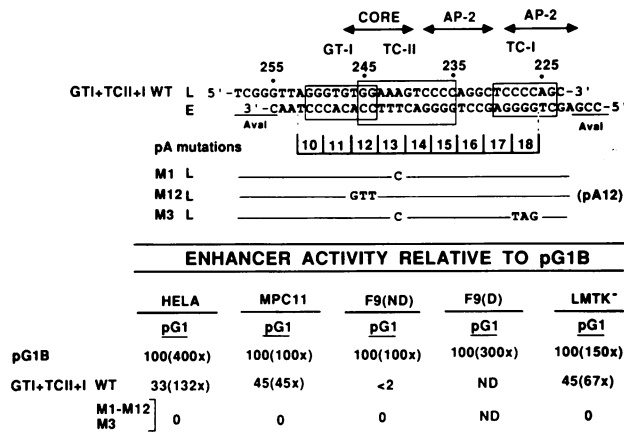 CORE AP-2 AP-2
GT-I TC-II TC-I
255 245 235 225
GTI+TCII+I WT L 5'-TCGGGTTAGGGTGTGGAAAGTCCCCAGGCTCCCCAGC-3'
E 3'-CAATCCCACACCTTTCAGGGGTCCGAGGGGTCGAGCC-5'
AvaI AvaI
pA mutations 10 11 12 13 14 15 16 17 18
M1 L C
M12 L GTT (pA12)
M3 L C TAG
ENHANCER ACTIVITY RELATIVE TO pG1B
HELA MPC11 F9(ND) F9(D) LMTK-
pG1 pG1 pG1 pG1 pG1
pG1B 100(400x) 100(100x) 100(100x) 100(300x) 100(150x)
GTI+TCII+I WT 33(132x) 45(45x) <2 ND 45(67x)
M1-M12
M3 0 0 0 ND 0